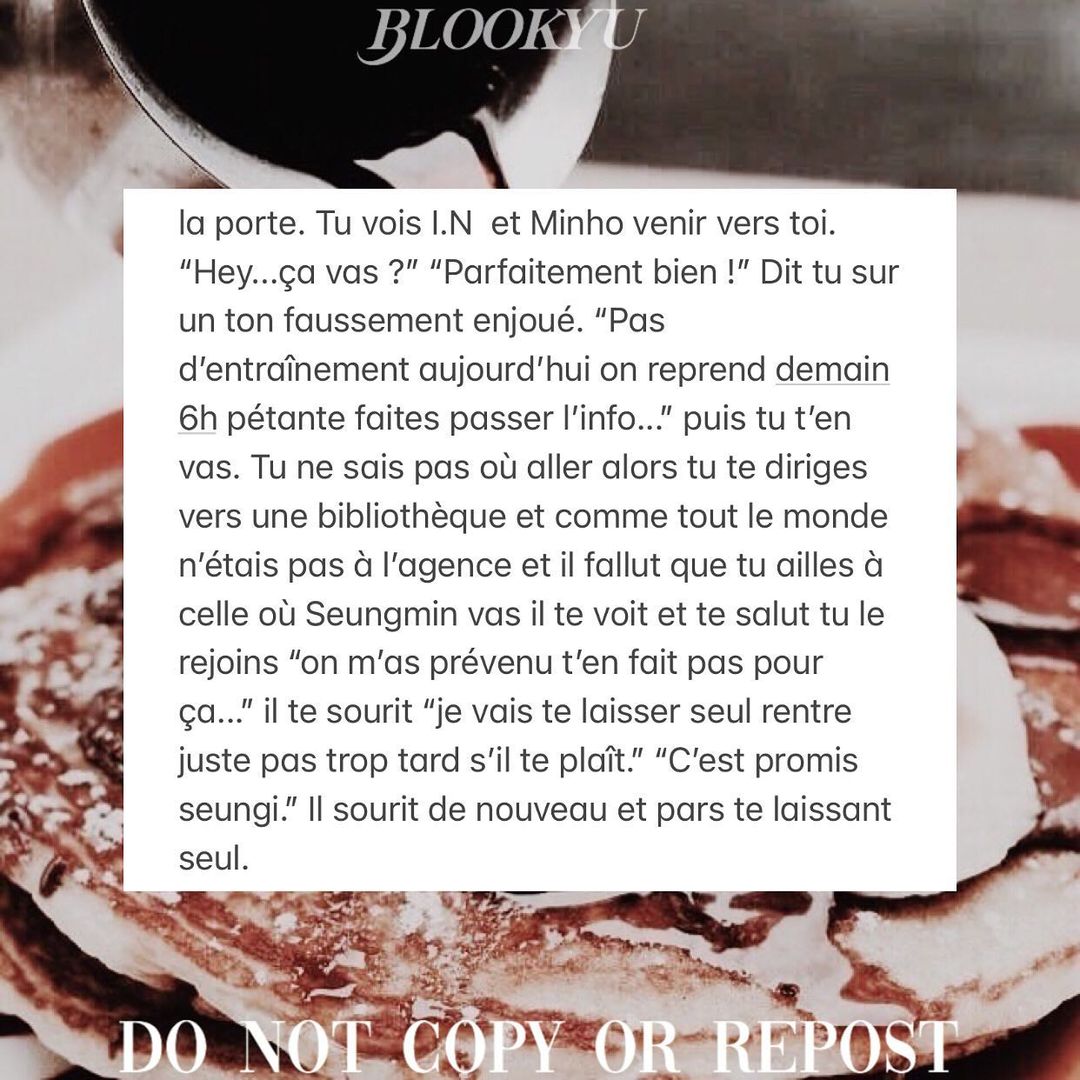 BLOOKYU
la porte. Tu vois I.N  et Minho venir vers toi.
“Hey...ça vas ?” “Parfaitement bien !” Dit tu sur
un ton faussement enjoué. “Pas
d’entraînement aujourd’hui on reprend demain
6h pétante faites passer l’info...” puis tu t’en
vas. Tu ne sais pas où aller alors tu te diriges
vers une bibliothèque et comme tout le monde
n’étais pas à l’agence et il fallut que tu ailles à
celle où Seungmin vas il te voit et te salut tu le
rejoins “on m’as prévenu t’en fait pas pour
ça...” il te sourit “je vais te laisser seul rentre
juste pas trop tard s’il te plaît.” “C’est promis
seungi.” Il sourit de nouveau et pars te laissant
seul.
DO NOT COPY OR REPOST